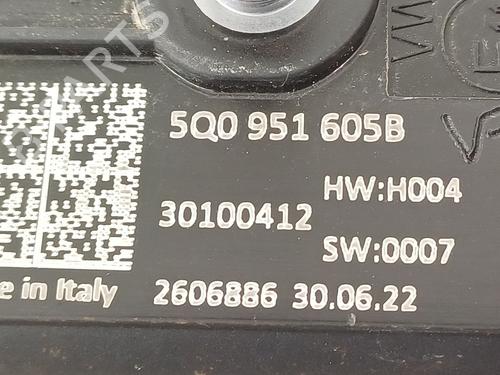 5Q0 951 605B
HW:H004
30100412
SW:0007
e in Italy
2606886 30.06.22